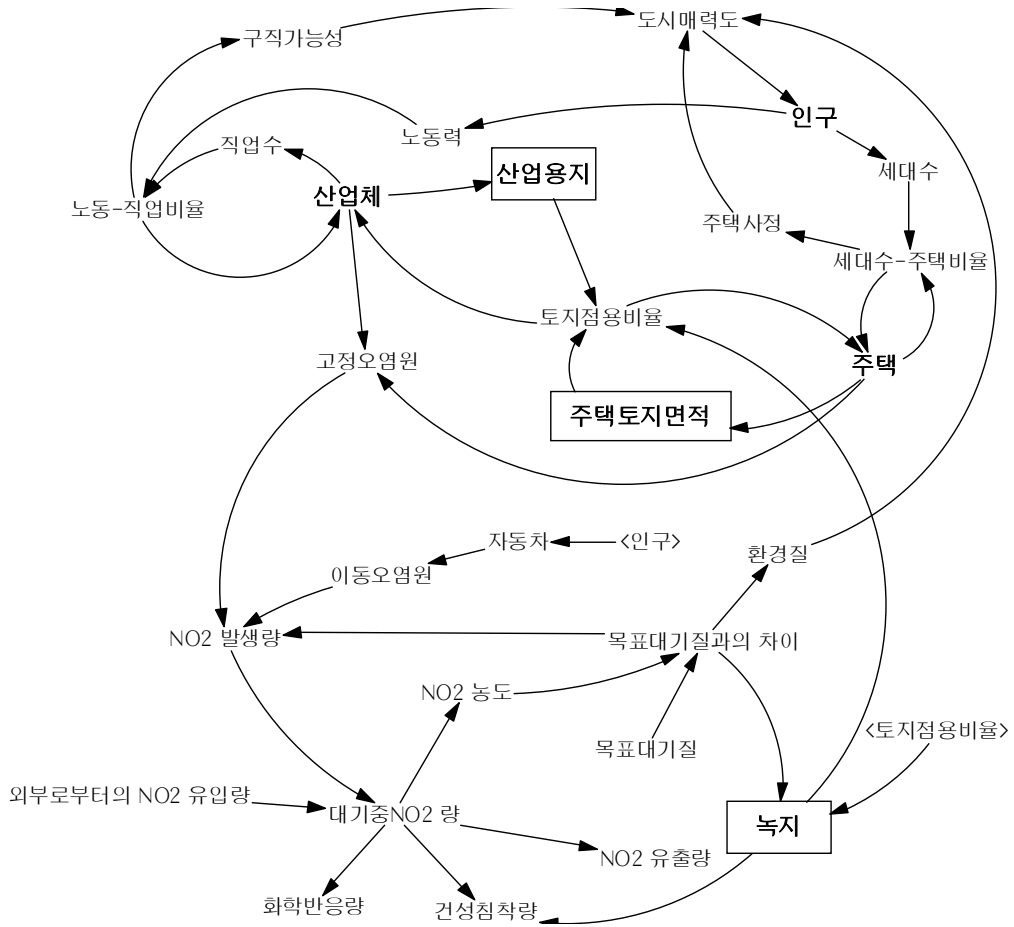 도시매력도
구직가능성
인구
노동력
직업수
세대수
산업용지
산업체
노동-직업비율
주택사정
세대수-주택비율
토지점용비율
고정오염원
주택
주택토지면적
자동차
<인구>
환경질
이동오염원
NO2 발생량
목표대기질과의 차이
NO2 농도
<토지점용비율>
목표대기질
외부로부터의 NO2 유입량
대기중NO2 량
녹지
NO2 유출량
화학반응량
건성침착량